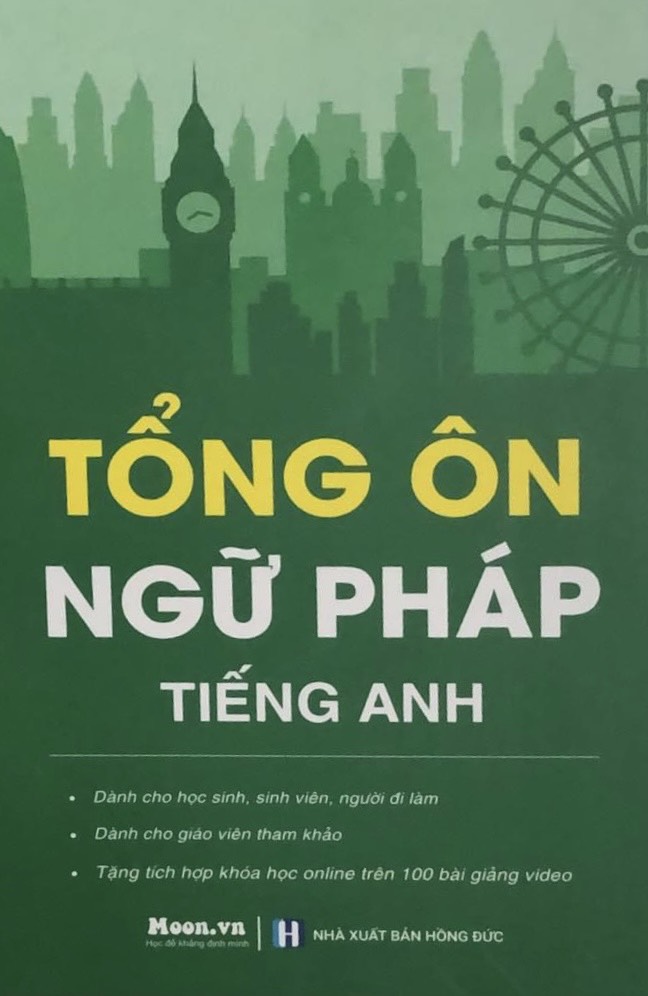 TỔNG ÔN
NGỮ PHÁP
TIẾNG ANH
• Dành cho học sinh, sinh viên, người đi làm
• Dành cho giáo viên tham khảo
• Tặng tích hợp khóa học online trên 100 bài giảng video
Moon.vn
Học để khẳng định mình
H NHÀ XUẤT BẢN HỒNG ĐỨC